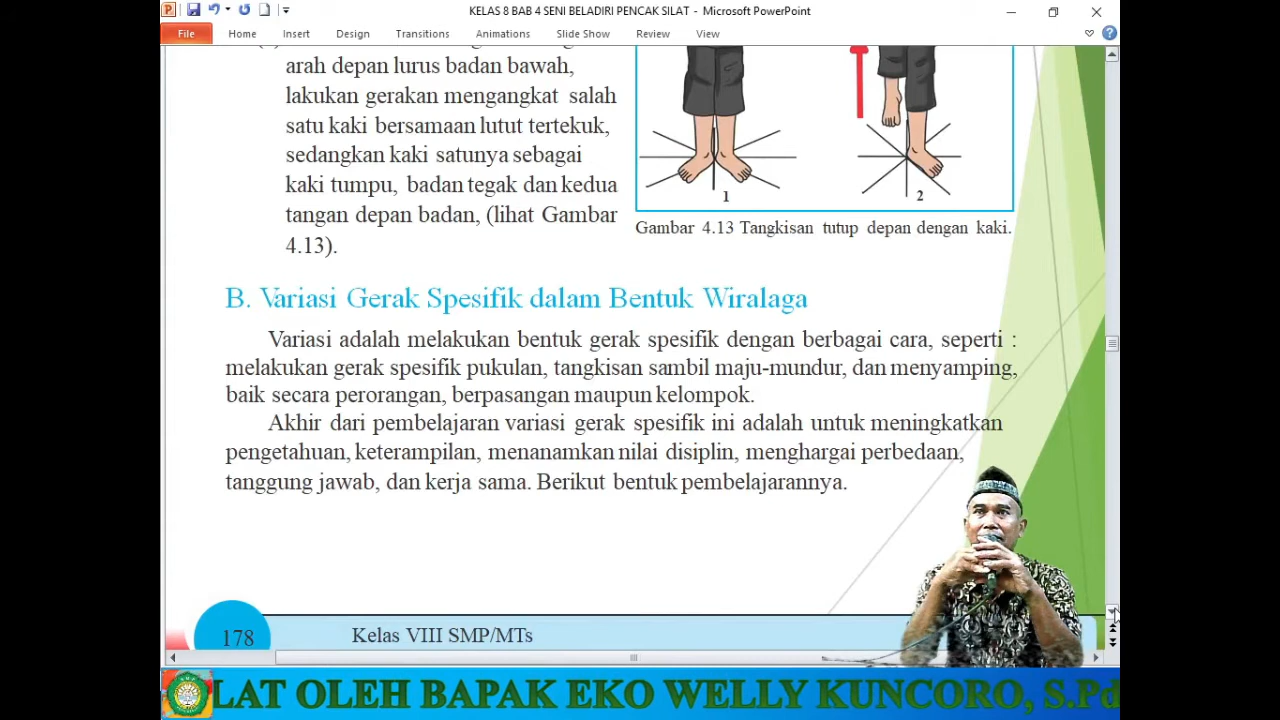 KELAS 8 BAB 4 SENI BELADIRI PENCAK SILAT - Microsoft PowerPoint
File Home Insert Design Transitions Animations Slide Show Review View
arah depan lurus badan bawah,
lakukan gerakan mengangkat salah
satu kaki bersamaan lutut tertekuk,
sedangkan kaki satunya sebagai
kaki tumpu, badan tegak dan kedua
tangan depan badan, (lihat Gambar
4.13).
1 2
Gambar 4.13 Tangkisan tutup depan dengan kaki.
B. Variasi Gerak Spesifik dalam Bentuk Wiralaga
Variasi adalah melakukan bentuk gerak spesifik dengan berbagai cara, seperti :
melakukan gerak spesifik pukulan, tangkisan sambil maju-mundur, dan menyamping,
baik secara perorangan, berpasangan maupun kelompok.
Akhir dari pembelajaran variasi gerak spesifik ini adalah untuk meningkatkan
pengetahuan, keterampilan, menanamkan nilai disiplin, menghargai perbedaan,
tanggung jawab, dan kerja sama. Berikut bentuk pembelajarannya.
178 Kelas VIII SMP/MTs
LAT OLEH BAPAK EKO WELLY KUNCORO, S.Pd